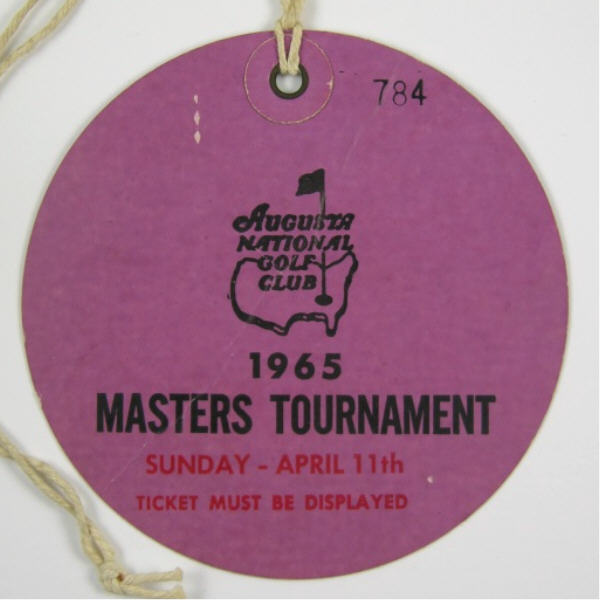 784
Augusta
NATIONAL
GOLF
CLUB
1965
MASTERS TOURNAMENT
SUNDAY - APRIL 11th
TICKET MUST BE DISPLAYED